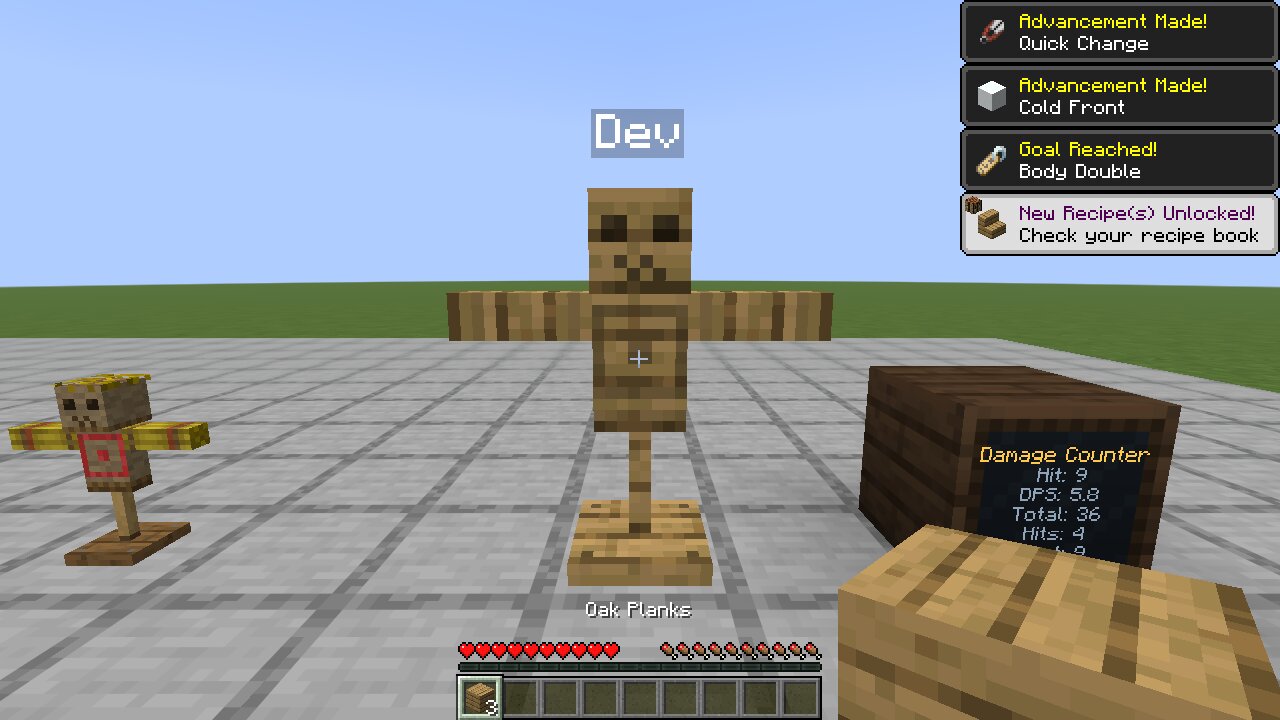 Advancement Made!
Quick Change
Advancement Made!
Cold Front
Goal Reached!
Body Double
New Recipe(s) Unlocked!
Check your recipe book
Dev
Damage Counter
Hit: 9
DPS: 5.8
Total: 36
Hits: 4
Oak Planks
3